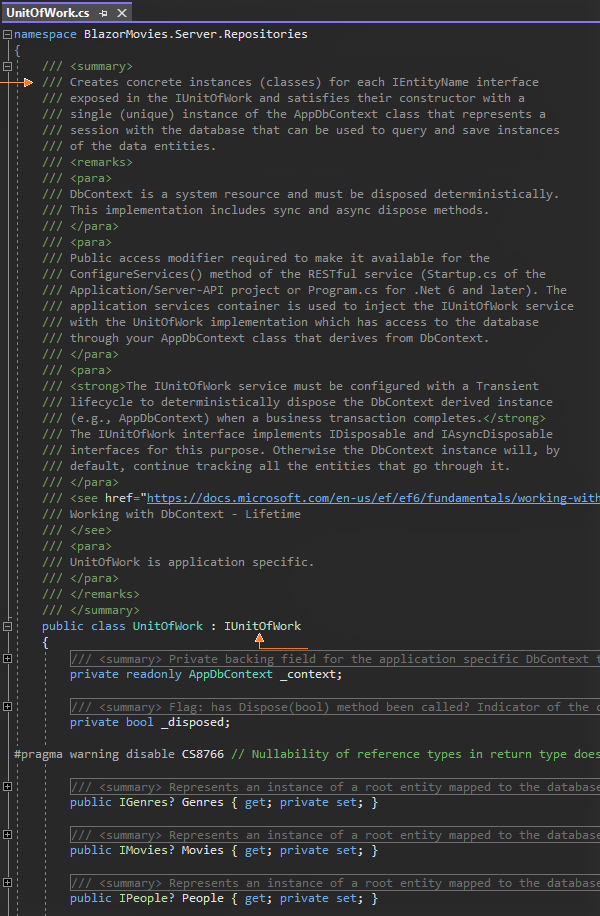 UnitOfWork.cs
namespace BlazorMovies.Server.Repositories
{
/// <summary>
/// Creates concrete instances (classes) for each IEntityName interface
/// exposed in the IUnitOfWork and satisfies their constructor with a
/// single (unique) instance of the AppDbContext class that represents a
/// session with the database that can be used to query and save instances
/// of the data entities.
/// <remarks>
/// <para>
/// DbContext is a system resource and must be disposed deterministically.
/// This implementation includes sync and async dispose methods.
/// </para>
/// <para>
/// Public access modifier required to make it available for the
/// ConfigureServices() method of the RESTful service (Startup.cs of the
/// Application/Server-API project or Program.cs for .Net 6 and later). The
/// application services container is used to inject the IUnitOfWork service
/// with the UnitOfWork implementation which has access to the database
/// through your AppDbContext class that derives from DbContext.
/// </para>
/// <para>
/// <strong>The IUnitOfWork service must be configured with a Transient
/// lifecycle to deterministically dispose the DbContext derived instance
/// (e.g., AppDbContext) when a business transaction completes.</strong>
/// The IUnitOfWork interface implements IDisposable and IAsyncDisposable
/// interfaces for this purpose. Otherwise the DbContext instance will, by
/// default, continue tracking all the entities that go through it.
/// </para>
/// <see href="https://docs.microsoft.com/en-us/ef/ef6/fundamentals/working-with
/// Working with DbContext - Lifetime
/// </see>
/// <para>
/// UnitOfWork is application specific.
/// </para>
/// </remarks>
/// </summary>
public class UnitOfWork : IUnitOfWork
{
/// <summary> Private backing field for the application specific DbContext t
private readonly AppDbContext _context;
/// <summary> Flag: has Dispose(bool) method been called? Indicator of the c
private bool _disposed;
#pragma warning disable CS8766 // Nullability of reference types in return type does
/// <summary> Represents an instance of a root entity mapped to the database
public IGenres? Genres { get; private set; }
/// <summary> Represents an instance of a root entity mapped to the database
public IMovies? Movies { get; private set; }
/// <summary> Represents an instance of a root entity mapped to the database
public IPeople? People { get; private set; }